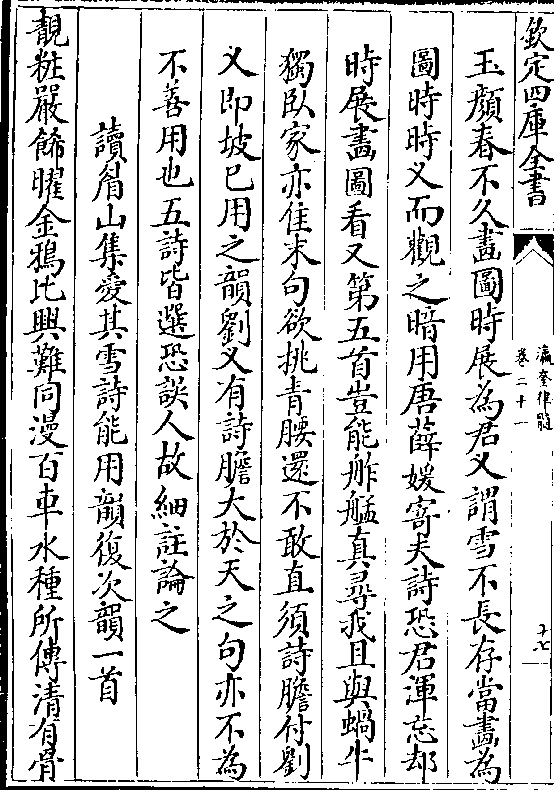 欽定四庫全書
瀛奎律髓
卷二十一
十七
玉顔春不久畫圖時展為君乂謂雪不長存當畫為
圖時時乂而觀之暗用唐薛媛寄夫詩恐君渾忘却
時展畫圖看又第五首豈能舴艋真尋我且與蝸牛
獨臥家亦佳末句欲挑青腰還不敢直須詩膽付劉
乂即坡已用之韻劉乂有詩膽大於天之句亦不為
不善用也五詩皆選恐誤人故細註論之
讀眉山集愛其雪詩能用韻復次韻一首
靚粧嚴餙曜金鴉比興難同漫百車水種所傳清有骨